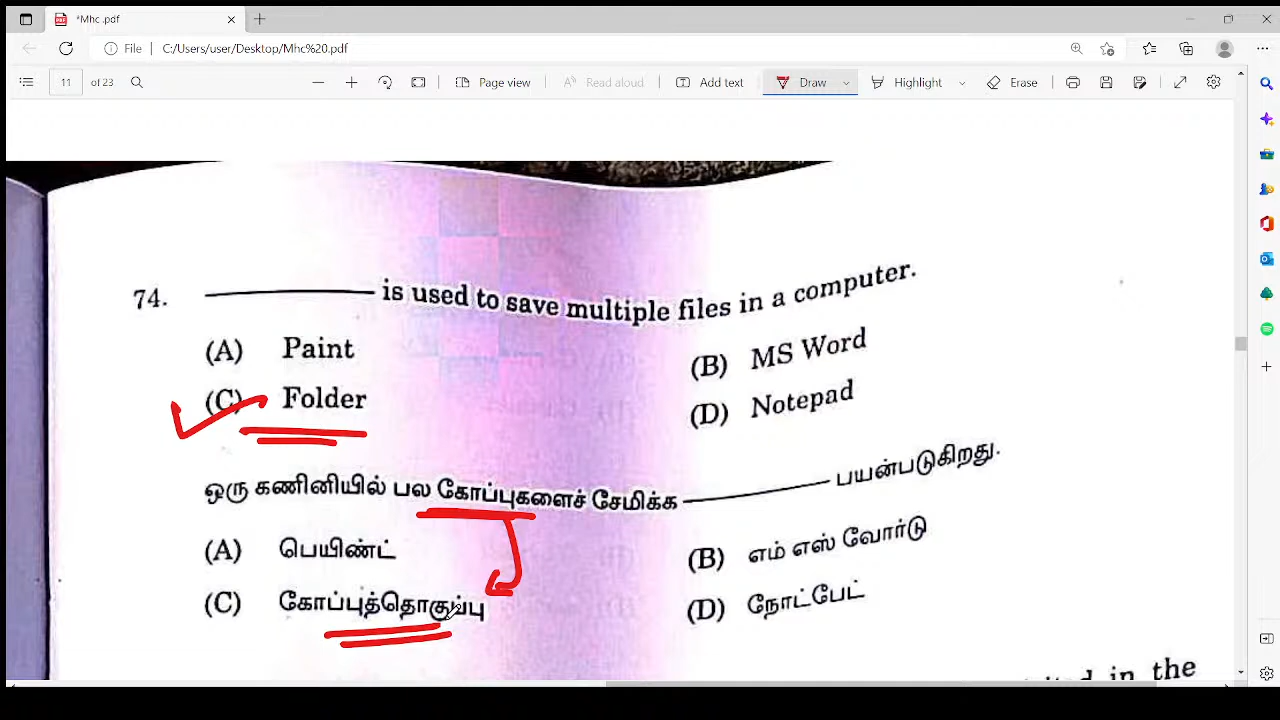 *Mhc .pdf
File
C:/Users/user/Desktop/Mhc%20.pdf
11 of 23
Page view
Read aloud
Add text
Draw
Highlight
Erase
74. is used to save multiple files in a computer.
(A) Paint
(B) MS Word
(C) Folder
(D) Notepad
ஒரு கணினியில் பல கோப்புகளைச் சேமிக்க பயன்படுகிறது.
(A) பெயிண்ட்
(B) எம் எஸ் வோர்டு
(C) கோப்புத்தொகுப்பு
(D) நோட்பேட்
in the